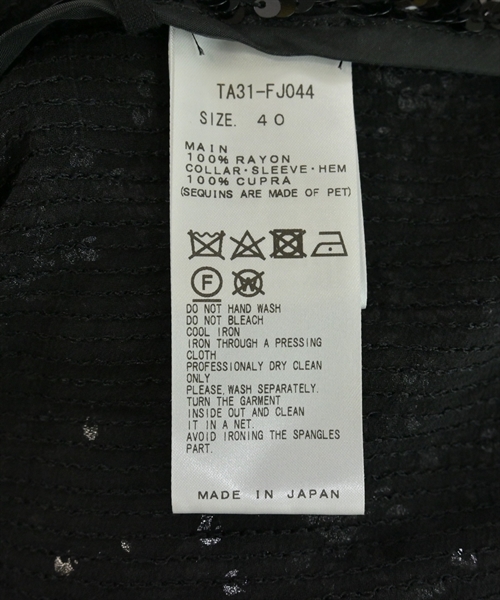 TA31-FJ044
SIZE. 40
MAIN
100% RAYON
COLLAR·SLEEVE·HEM
100% CUPRA
(SEQUINS ARE MADE OF PET)
F W
DO NOT HAND WASH
DO NOT BLEACH
COOL IRON
IRON THROUGH A PRESSING
CLOTH
PROFESSIONALY DRY CLEAN
ONLY
PLEASE,WASH SEPARATELY.
TURN THE GARMENT
INSIDE OUT AND CLEAN
IT IN A NET.
AVOID IRONING THE SPANGLES
PART.
MADE IN JAPAN